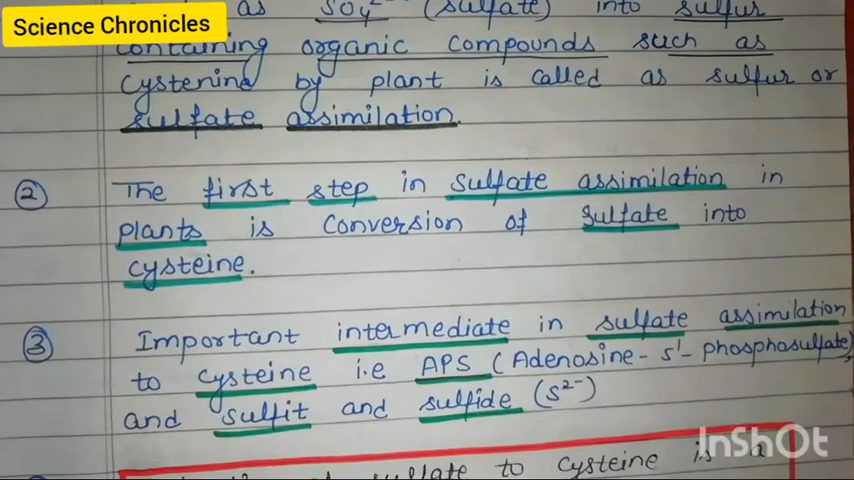 Science Chronicles
as SO4²⁻ (sulfate) into sulfur
containing organic compounds such as
cysteine by plant is called as sulfur or
sulfate assimilation.
② The first step in sulfate assimilation in
plants is conversion of sulfate into
cysteine.
③ Important intermediate in sulfate assimilation
to cysteine i.e APS (Adenosine-5'-phosphosulfate),
and sulfit and sulfide (S²⁻)
sulfate to cysteine is a
InShOt